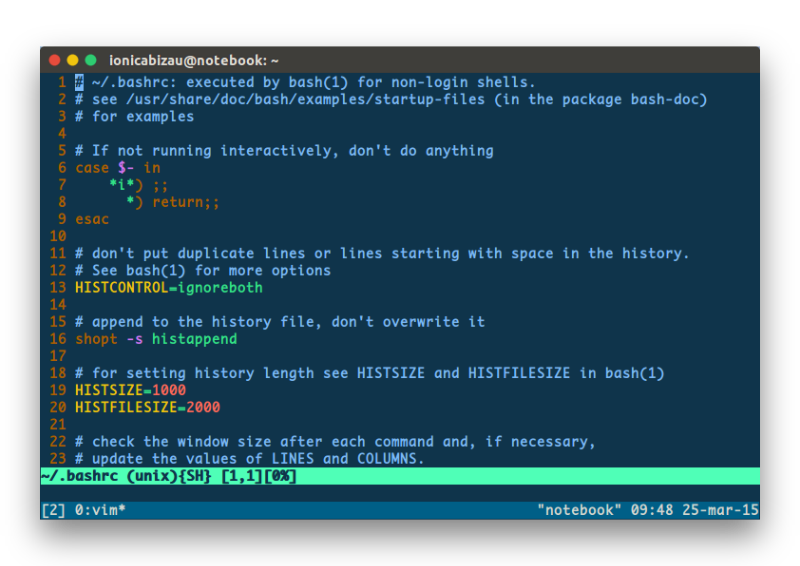 ionicabizau@notebook: ~
1 # ~/.bashrc: executed by bash(1) for non-login shells.
2 # see /usr/share/doc/bash/examples/startup-files (in the package bash-doc)
3 # for examples
4
5 # If not running interactively, don't do anything
6 case $- in
7     *i*) ;;
8       *) return;;
9 esac
10
11 # don't put duplicate lines or lines starting with space in the history.
12 # See bash(1) for more options
13 HISTCONTROL=ignoreboth
14
15 # append to the history file, don't overwrite it
16 shopt -s histappend
17
18 # for setting history length see HISTSIZE and HISTFILESIZE in bash(1)
19 HISTSIZE=1000
20 HISTFILESIZE=2000
21
22 # check the window size after each command and, if necessary,
23 # update the values of LINES and COLUMNS.
~/.bashrc (unix){SH} [1,1][0%]
[2] 0:vim* "notebook" 09:48 25-mar-15